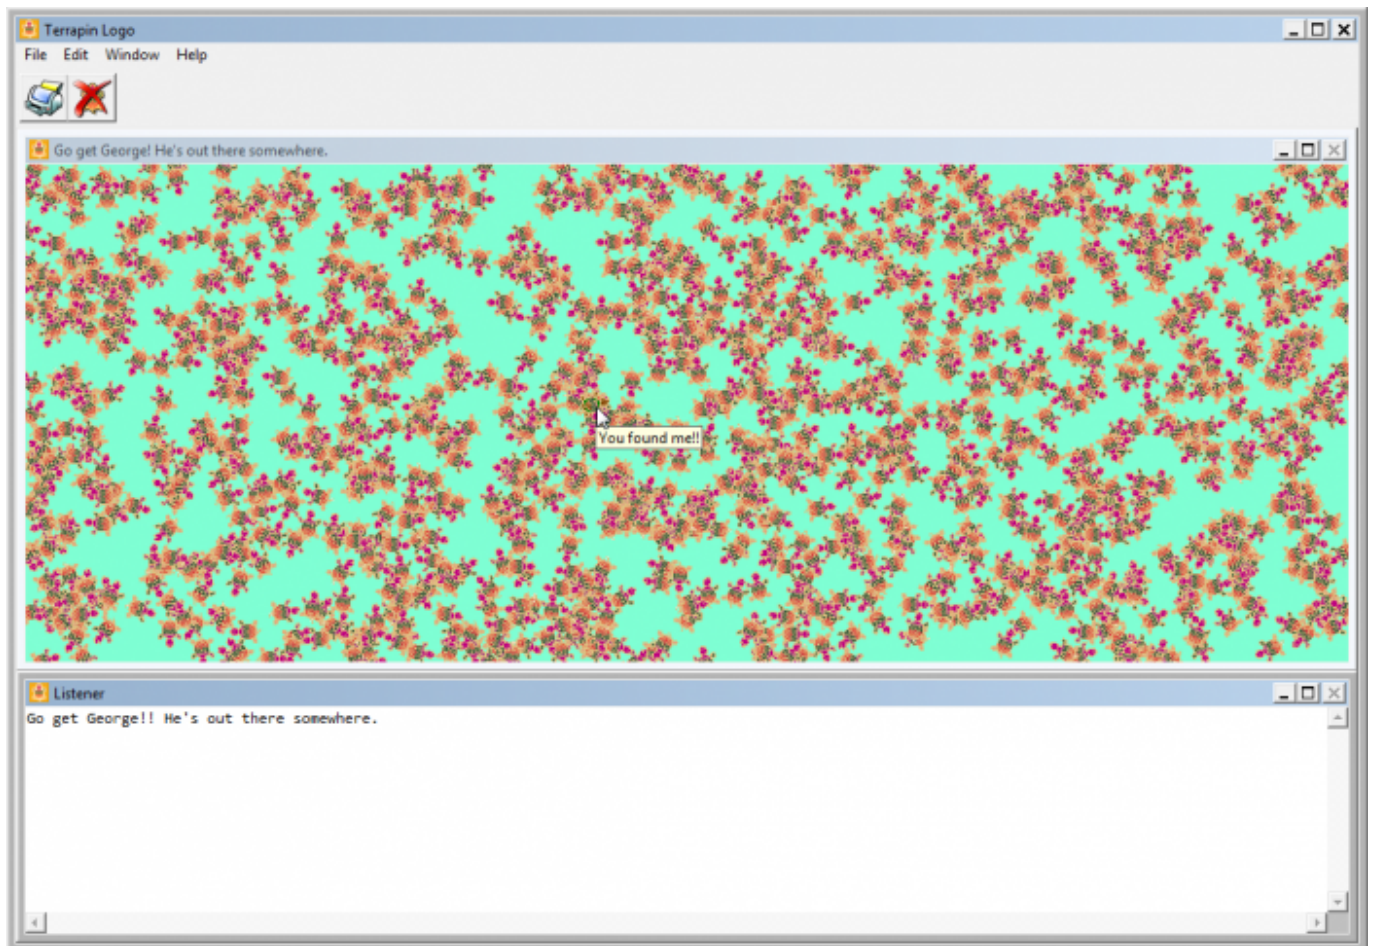 Terrapin Logo
File Edit Window Help
Go get George! He's out there somewhere.
You found me!!
Listener
Go get George!! He's out there somewhere.